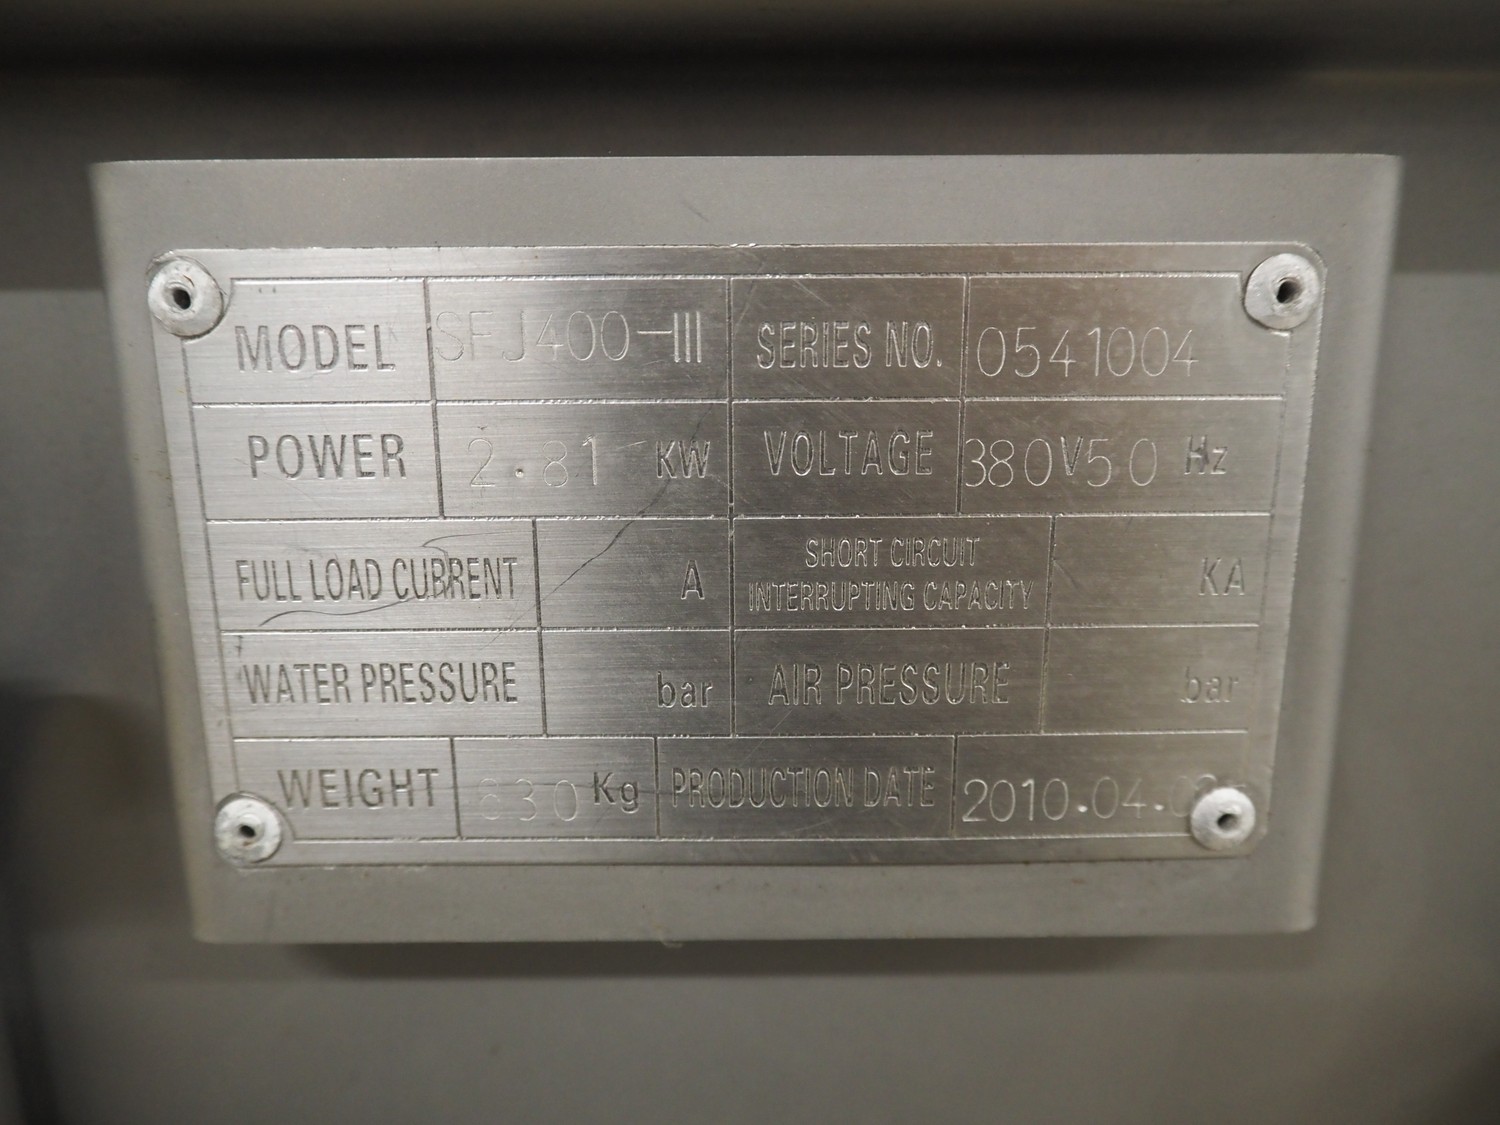 MODEL SFJ400-III SERIES NO. 0541004
POWER 2.81 KW VOLTAGE 380V50 Hz
FULL LOAD CURRENT A SHORT CIRCUIT INTERRUPTING CAPACITY KA
WATER PRESSURE bar AIR PRESSURE bar
WEIGHT 630 Kg PRODUCTION DATE 2010.04.